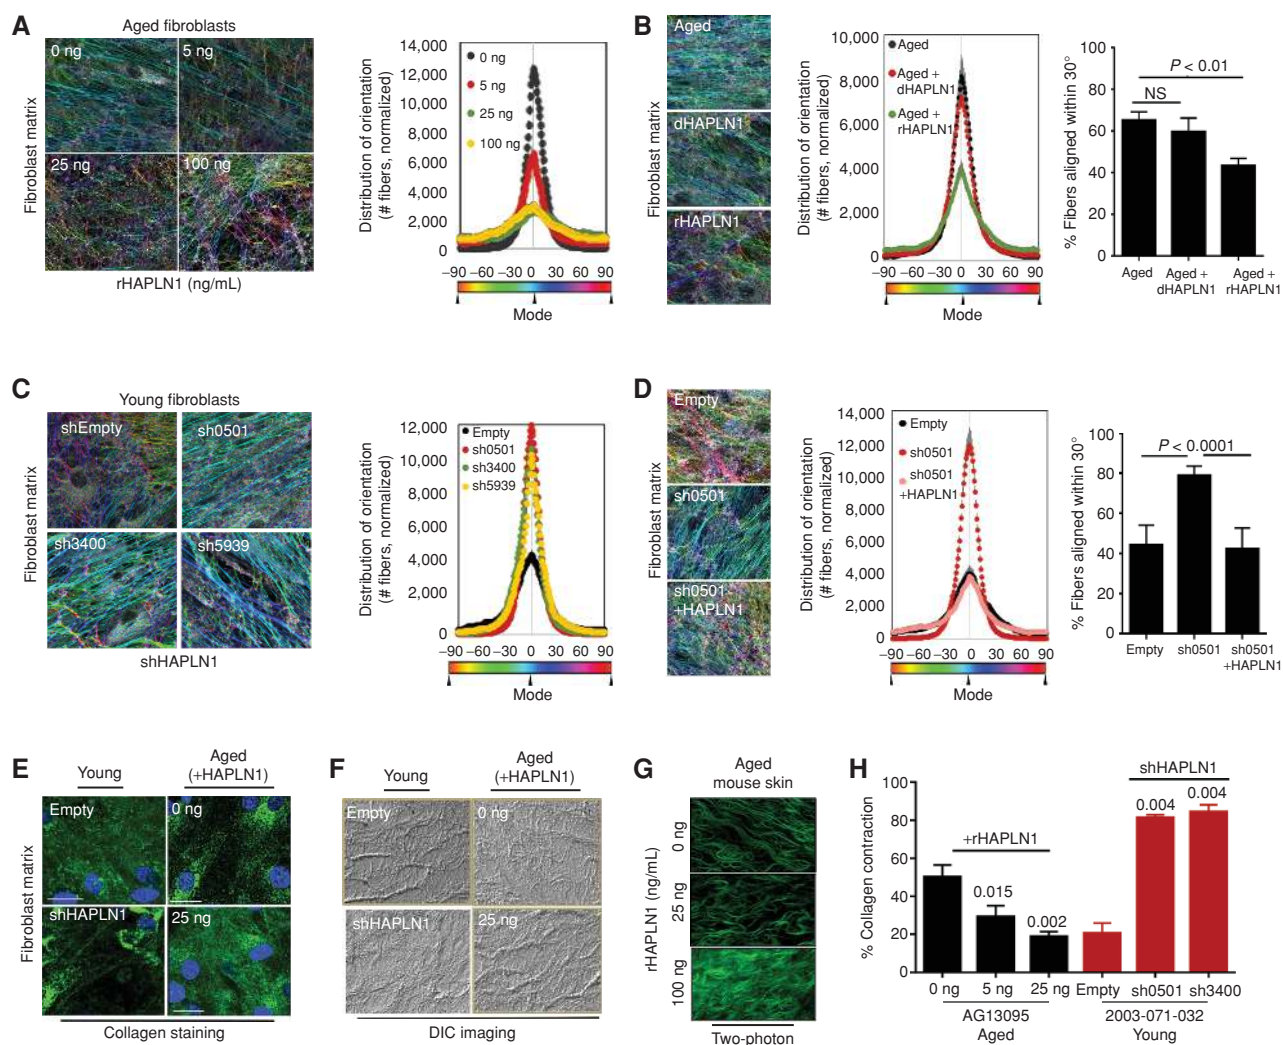 A
Aged fibroblasts
Fibroblast matrix
0 ng
5 ng
25 ng
100 ng
rHAPLN1 (ng/mL)
Distribution of orientation
(# fibers, normalized)
14,000
12,000
10,000
8,000
6,000
4,000
2,000
0
0 ng
5 ng
25 ng
100 ng
−90 −60 −30 0 30 60 90
Mode
B
Fibroblast matrix
Aged
dHAPLN1
rHAPLN1
Distribution of orientation
(# fibers, normalized)
10,000
8,000
6,000
4,000
2,000
0
Aged
Aged +
dHAPLN1
Aged +
rHAPLN1
−90 −60 −30 0 30 60 90
Mode
% Fibers aligned within 30°
100
80
60
40
20
0
P < 0.01
NS
Aged
Aged +
dHAPLN1
Aged +
rHAPLN1
C
Young fibroblasts
Fibroblast matrix
shEmpty
sh0501
sh3400
sh5939
shHAPLN1
Distribution of orientation
(# fibers, normalized)
12,000
10,000
8,000
6,000
4,000
2,000
0
Empty
sh0501
sh3400
sh5939
−90 −60 −30 0 30 60 90
Mode
D
Fibroblast matrix
Empty
sh0501
sh0501
+HAPLN1
Distribution of orientation
(# fibers, normalized)
14,000
12,000
10,000
8,000
6,000
4,000
2,000
0
Empty
sh0501
sh0501
+HAPLN1
−90 −60 −30 0 30 60 90
Mode
% Fibers aligned within 30°
100
80
60
40
20
0
P < 0.0001
Empty
sh0501
sh0501
+HAPLN1
E
Young
Aged
(+HAPLN1)
Fibroblast matrix
Empty
0 ng
shHAPLN1
25 ng
Collagen staining
F
Young
Aged
(+HAPLN1)
Empty
0 ng
shHAPLN1
25 ng
DIC imaging
G
Aged
mouse skin
rHAPLN1 (ng/mL)
0 ng
25 ng
100 ng
Two-photon
H
% Collagen contraction
100
80
60
40
20
0
+rHAPLN1
0.015
0.002
shHAPLN1
0.004
0.004
0 ng 5 ng 25 ng Empty sh0501 sh3400
AG13095
Aged
2003-071-032
Young